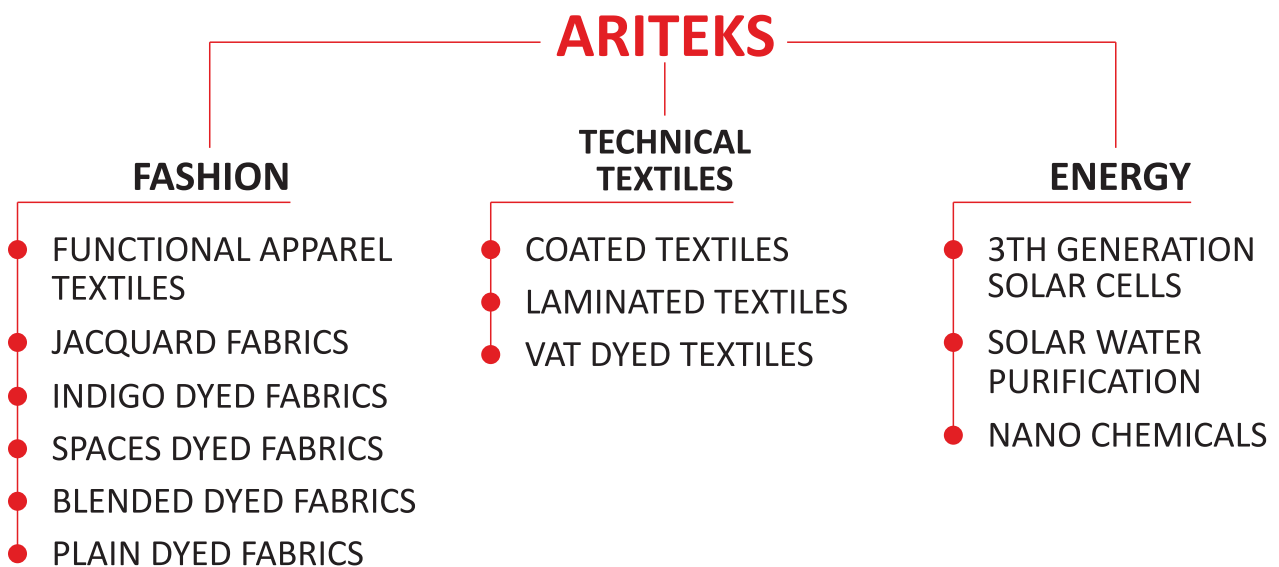 ARITEKS
FASHION
FUNCTIONAL APPAREL
TEXTILES
JACQUARD FABRICS
INDIGO DYED FABRICS
SPACES DYED FABRICS
BLENDED DYED FABRICS
PLAIN DYED FABRICS
TECHNICAL
TEXTILES
COATED TEXTILES
LAMINATED TEXTILES
VAT DYED TEXTILES
ENERGY
3TH GENERATION
SOLAR CELLS
SOLAR WATER
PURIFICATION
NANO CHEMICALS